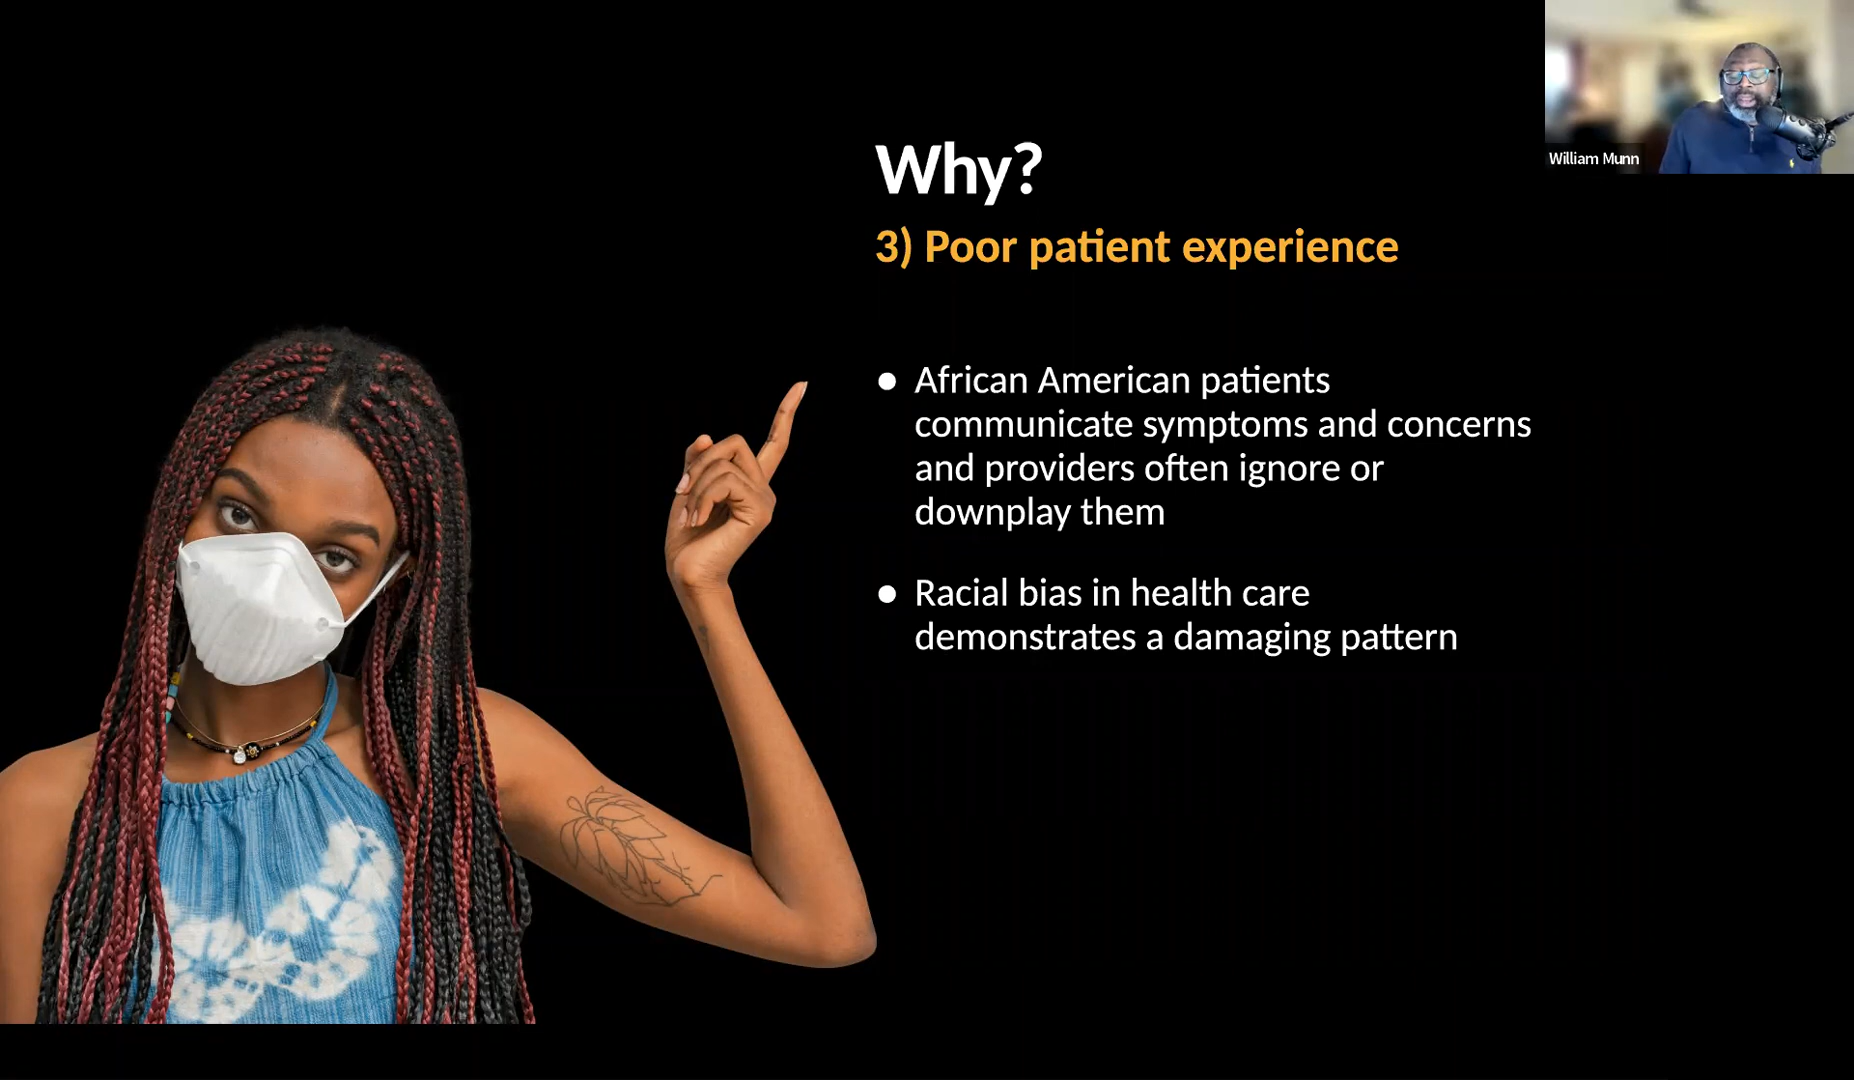 William Munn
Why?
3) Poor patient experience
● African American patients
communicate symptoms and concerns
and providers often ignore or
downplay them
● Racial bias in health care
demonstrates a damaging pattern